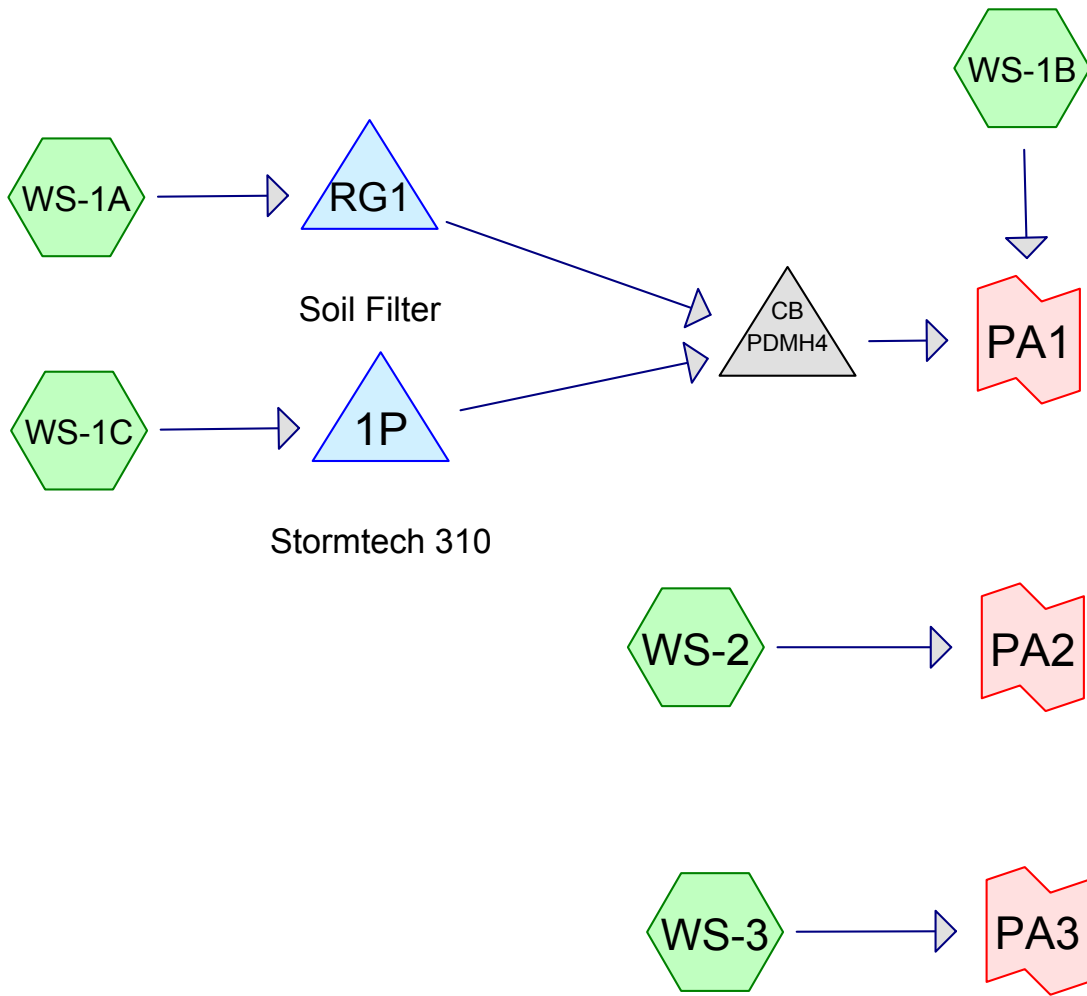 WS-1B
WS-1A
RG1
Soil Filter
CB
PDMH4
PA1
WS-1C
1P
Stormtech 310
WS-2
PA2
WS-3
PA3